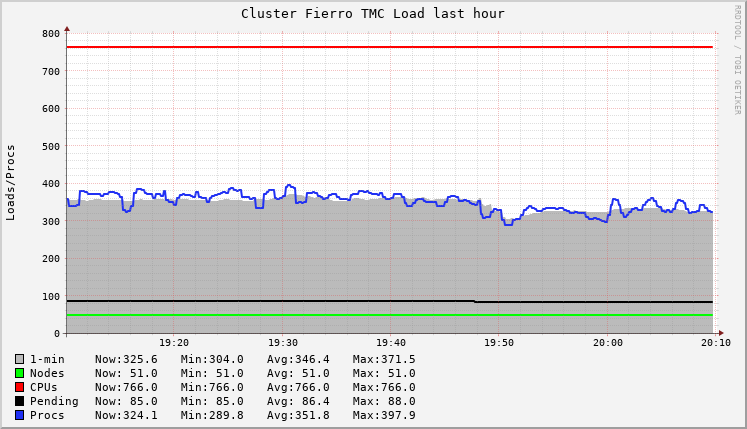 Cluster Fierro TMC Load last hour
RRDTOOL / TOBI OETIKER
Loads/Procs
800
700
600
500
400
300
200
100
0
19:20 19:30 19:40 19:50 20:00 20:10
1-min Now:325.6 Min:304.0 Avg:346.4 Max:371.5
Nodes Now: 51.0 Min: 51.0 Avg: 51.0 Max: 51.0
CPUs Now:766.0 Min:766.0 Avg:766.0 Max:766.0
Pending Now: 85.0 Min: 85.0 Avg: 86.4 Max: 88.0
Procs Now:324.1 Min:289.8 Avg:351.8 Max:397.9